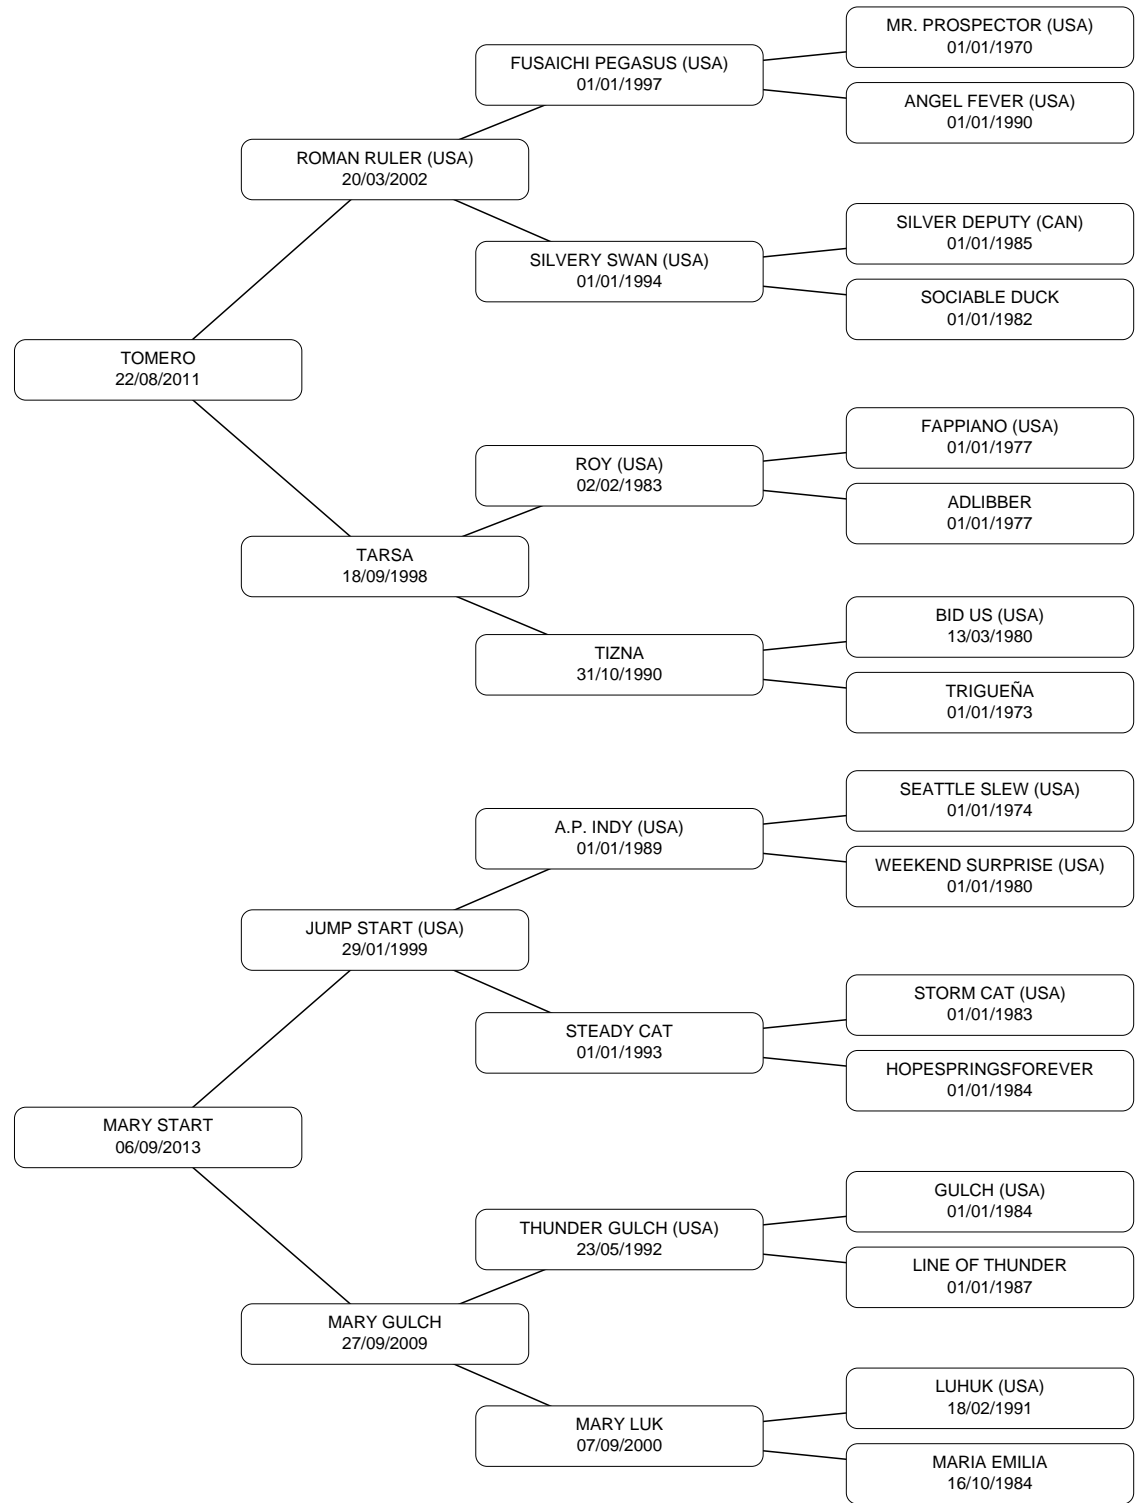 MR. PROSPECTOR (USA)
01/01/1970
FUSAICHI PEGASUS (USA)
01/01/1997
ANGEL FEVER (USA)
01/01/1990
ROMAN RULER (USA)
20/03/2002
SILVER DEPUTY (CAN)
01/01/1985
SILVERY SWAN (USA)
01/01/1994
SOCIABLE DUCK
01/01/1982
TOMERO
22/08/2011
FAPPIANO (USA)
01/01/1977
ROY (USA)
02/02/1983
ADLIBBER
01/01/1977
TARSA
18/09/1998
BID US (USA)
13/03/1980
TIZNA
31/10/1990
TRIGUEÑA
01/01/1973
SEATTLE SLEW (USA)
01/01/1974
A.P. INDY (USA)
01/01/1989
WEEKEND SURPRISE (USA)
01/01/1980
JUMP START (USA)
29/01/1999
STORM CAT (USA)
01/01/1983
STEADY CAT
01/01/1993
HOPESPRINGSFOREVER
01/01/1984
MARY START
06/09/2013
GULCH (USA)
01/01/1984
THUNDER GULCH (USA)
23/05/1992
LINE OF THUNDER
01/01/1987
MARY GULCH
27/09/2009
LUHUK (USA)
18/02/1991
MARY LUK
07/09/2000
MARIA EMILIA
16/10/1984